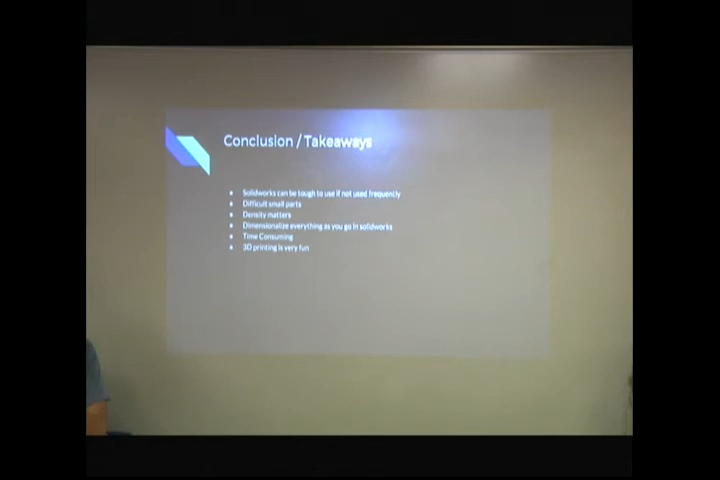 Conclusion / Takeaways
Solidworks can be tough to use if not used frequently
Difficult small parts
Density matters
Dimensionalize everything as you go in solidworks
Time Consuming
3D printing is very fun